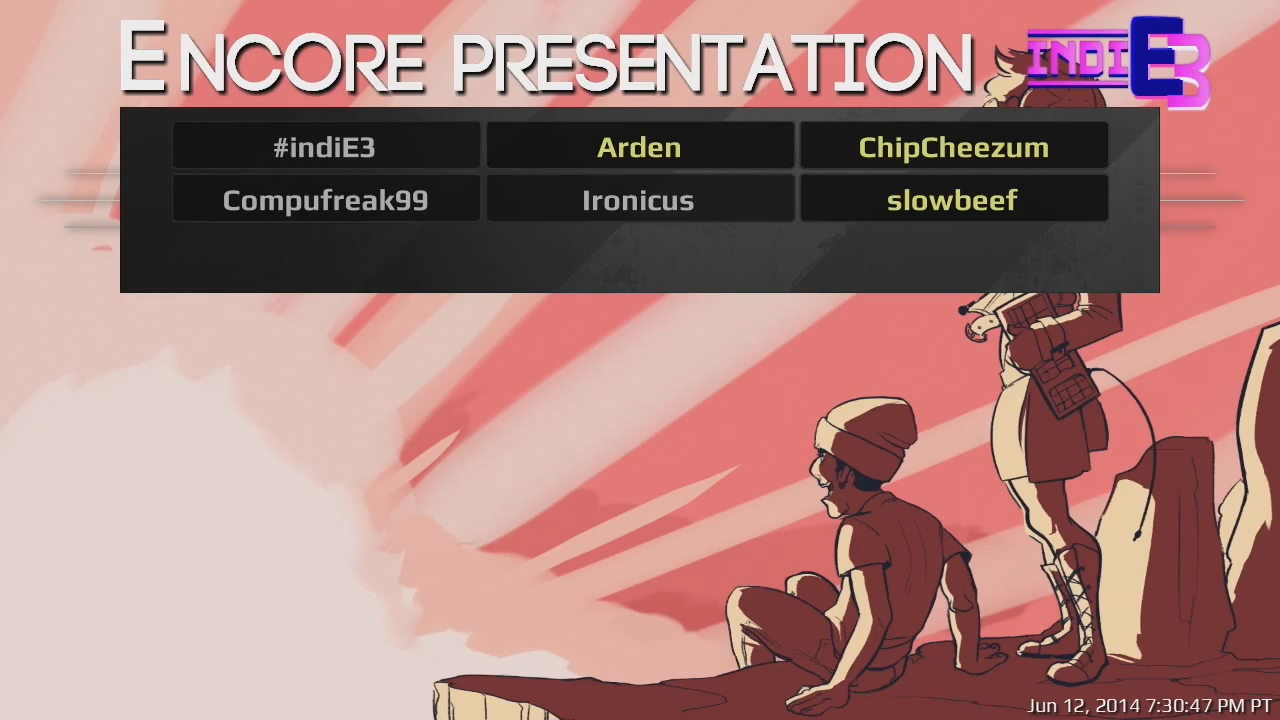 ENCORE PRESENTATION
INDIE3
#indiE3 Arden ChipCheezum
Compufreak99 Ironicus slowbeef
Jun 12, 2014 7:30:47 PM PT